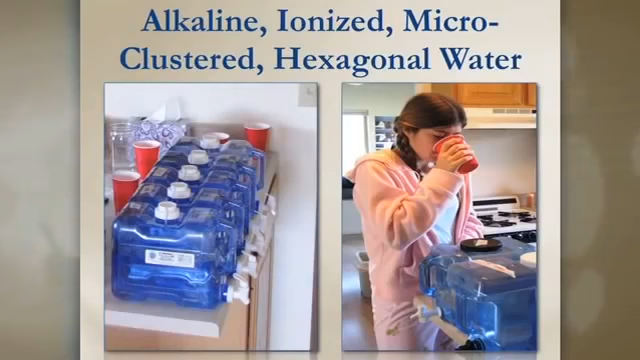 Alkaline, Ionized, Micro-
Clustered, Hexagonal Water